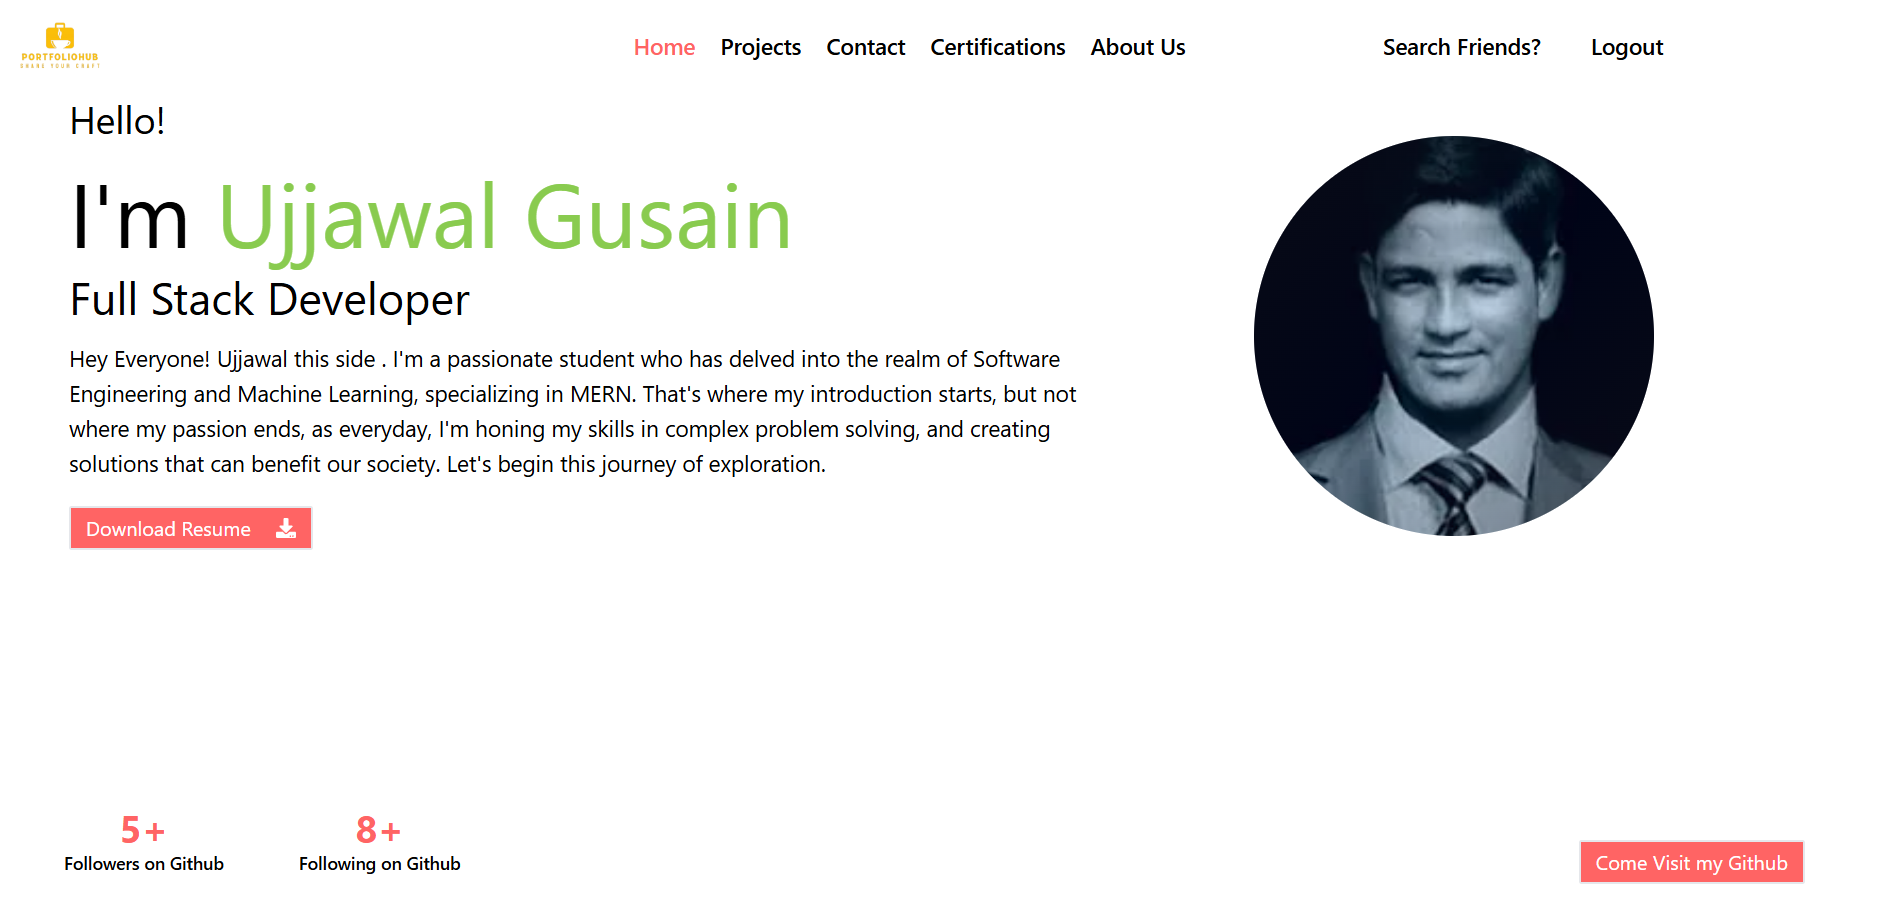 PORTFOLIOHUB
SHARE YOUR CRAFT
Home Projects Contact Certifications About Us Search Friends? Logout
Hello!
I'm Ujjawal Gusain
Full Stack Developer
Hey Everyone! Ujjawal this side . I'm a passionate student who has delved into the realm of Software
Engineering and Machine Learning, specializing in MERN. That's where my introduction starts, but not
where my passion ends, as everyday, I'm honing my skills in complex problem solving, and creating
solutions that can benefit our society. Let's begin this journey of exploration.
Download Resume
5+ 8+
Followers on Github Following on Github
Come Visit my Github